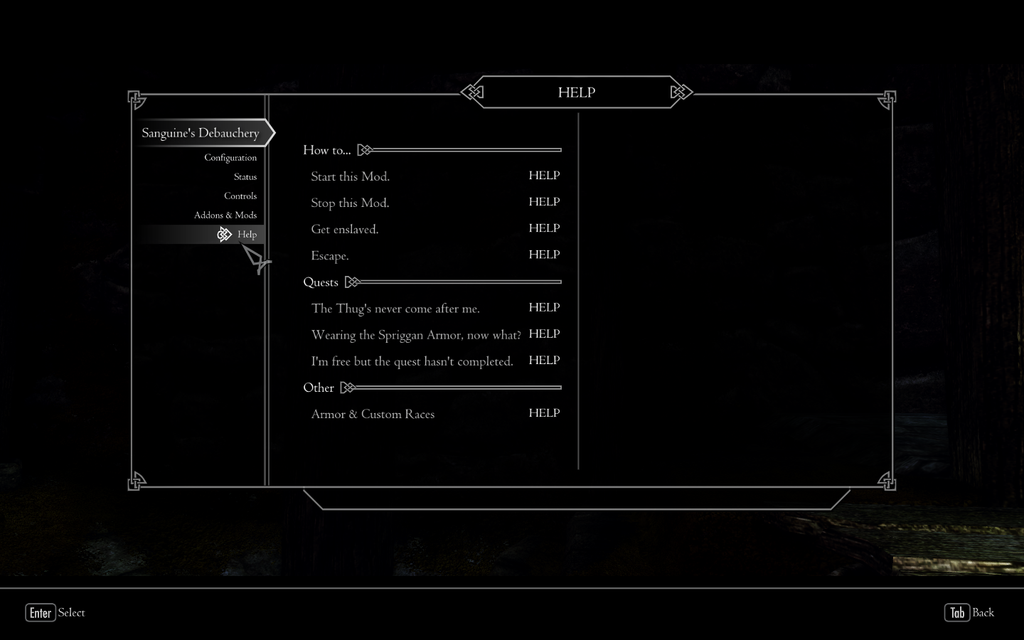 HELP
Sanguine's Debauchery
Configuration
Status
Controls
Addons & Mods
Help
How to...
Start this Mod. HELP
Stop this Mod. HELP
Get enslaved. HELP
Escape. HELP
Quests
The Thug's never come after me. HELP
Wearing the Spriggan Armor, now what? HELP
I'm free but the quest hasn't completed. HELP
Other
Armor & Custom Races HELP
Enter Select
Tab Back